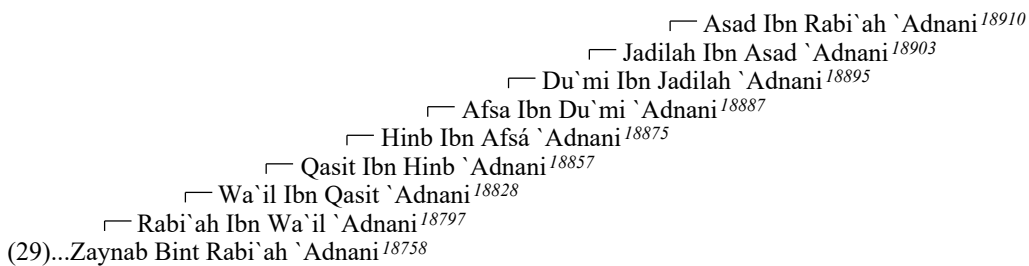 Asad Ibn Rabi`ah `Adnani 18910
Jadilah Ibn Asad `Adnani 18903
Du`mi Ibn Jadilah `Adnani 18895
Afsa Ibn Du`mi `Adnani 18887
Hinb Ibn Afsá `Adnani 18875
Qasit Ibn Hinb `Adnani 18857
Wa`il Ibn Qasit `Adnani 18828
Rabi`ah Ibn Wa`il `Adnani 18797
(29)...Zaynab Bint Rabi`ah `Adnani 18758